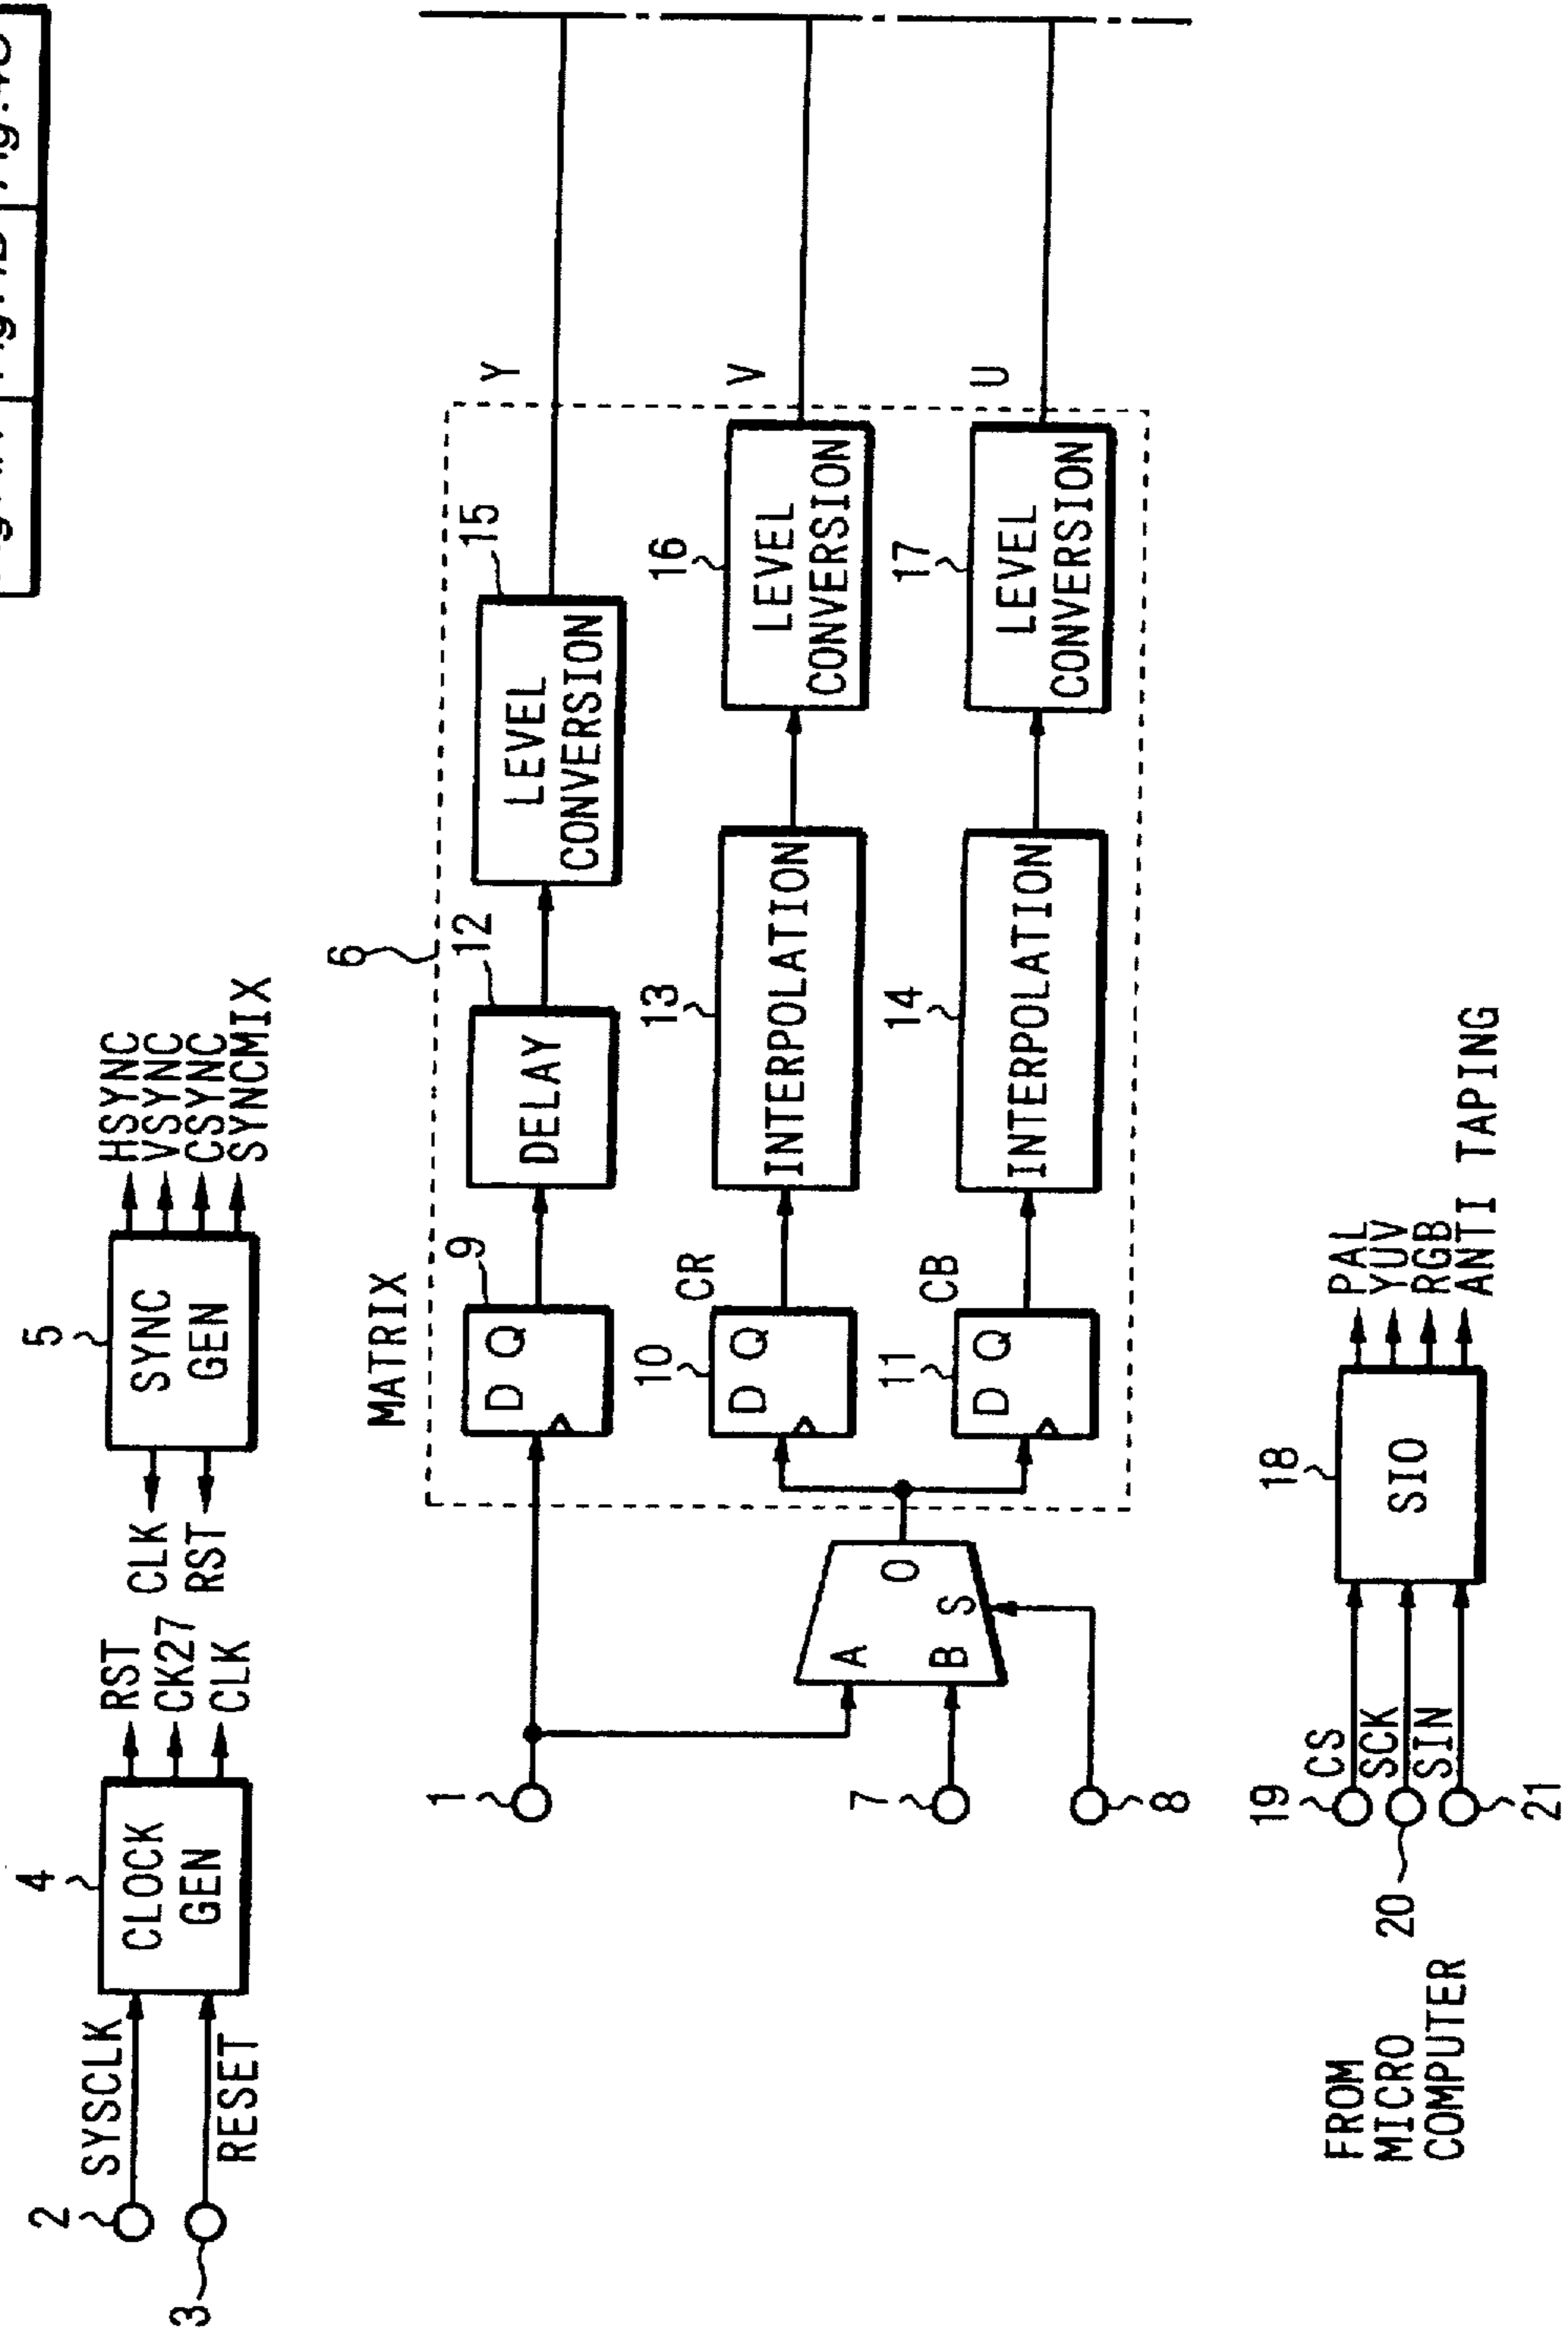 Fig.4B
2
SYSCLK
3
RESET
4
CLOCK
GEN
RST
CK27
CLK
5
SYNC
GEN
CLK
RST
HSYNC
VSYNC
CSYNC
SYNCMIX
MATRIX
6
1
9
D Q
12
DELAY
15
LEVEL
CONVERSION
Y
7
8
A
B
S
O
10
D Q
CR
13
INTERPOLATION
16
LEVEL
CONVERSION
V
11
D Q
CB
14
INTERPOLATION
17
LEVEL
CONVERSION
U
FROM
MICRO
COMPUTER
19
CS
20
SCK
21
SIN
18
SIO
PAL
YUV
RGB
ANTI TAPING